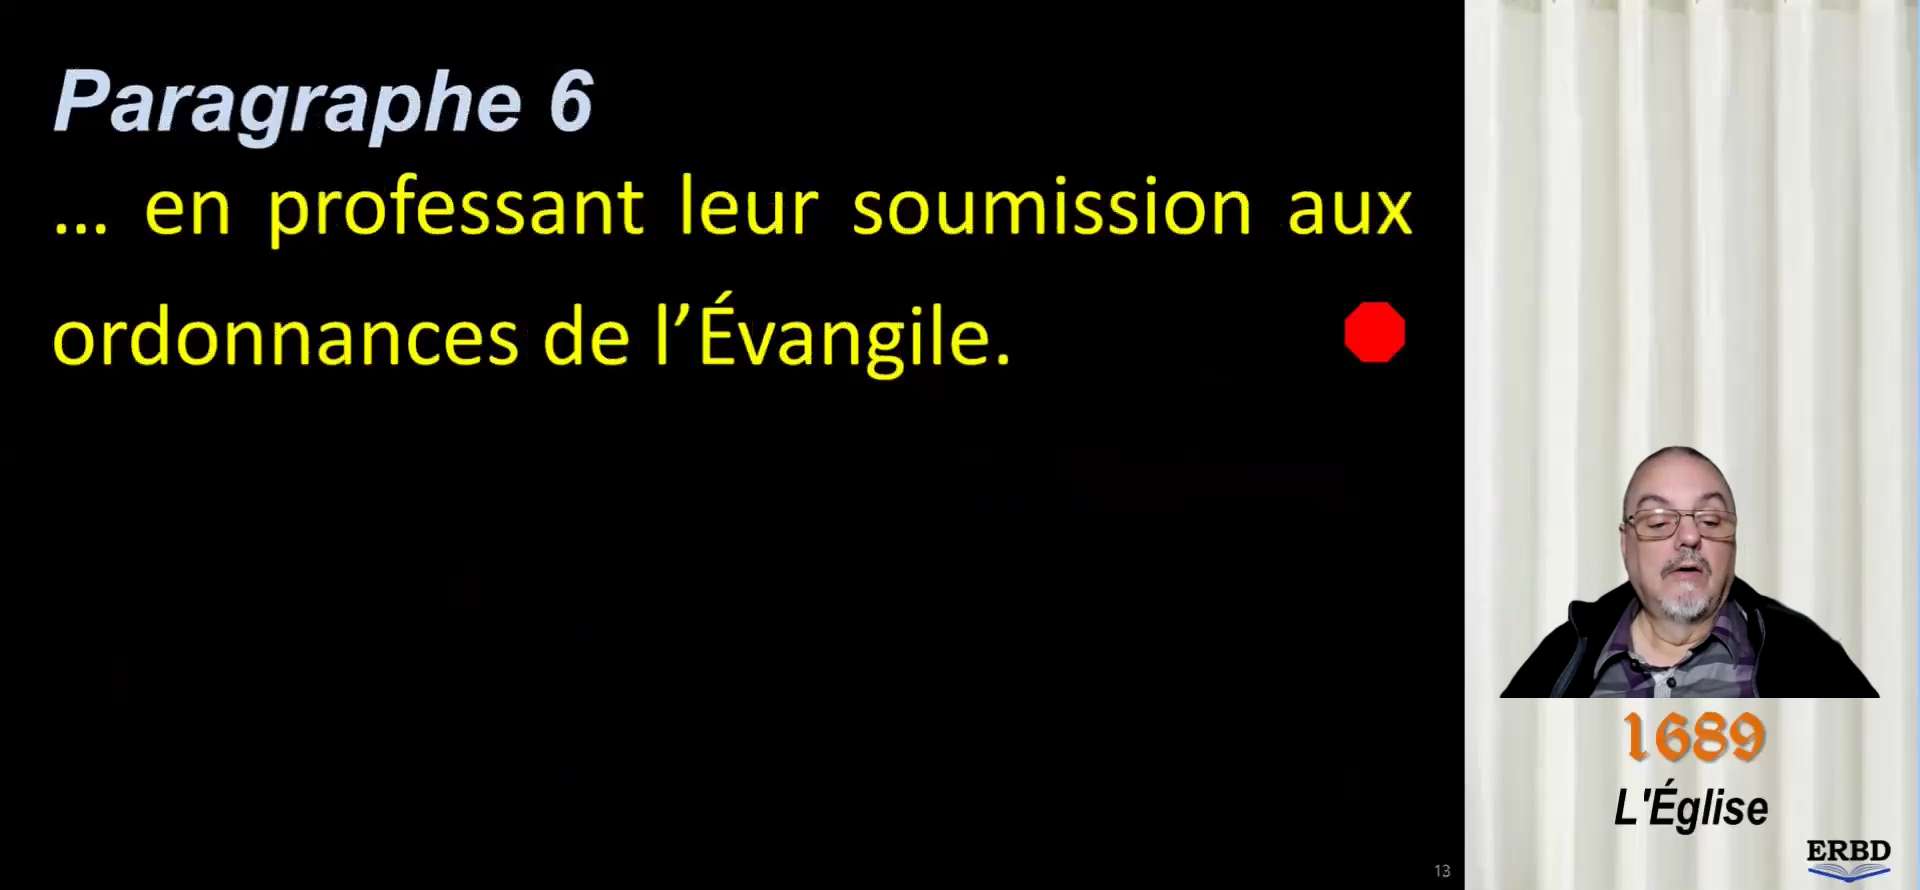 Paragraphe 6
... en professant leur soumission aux
ordonnances de l’Évangile.
1689
L'Église
ERBD
13